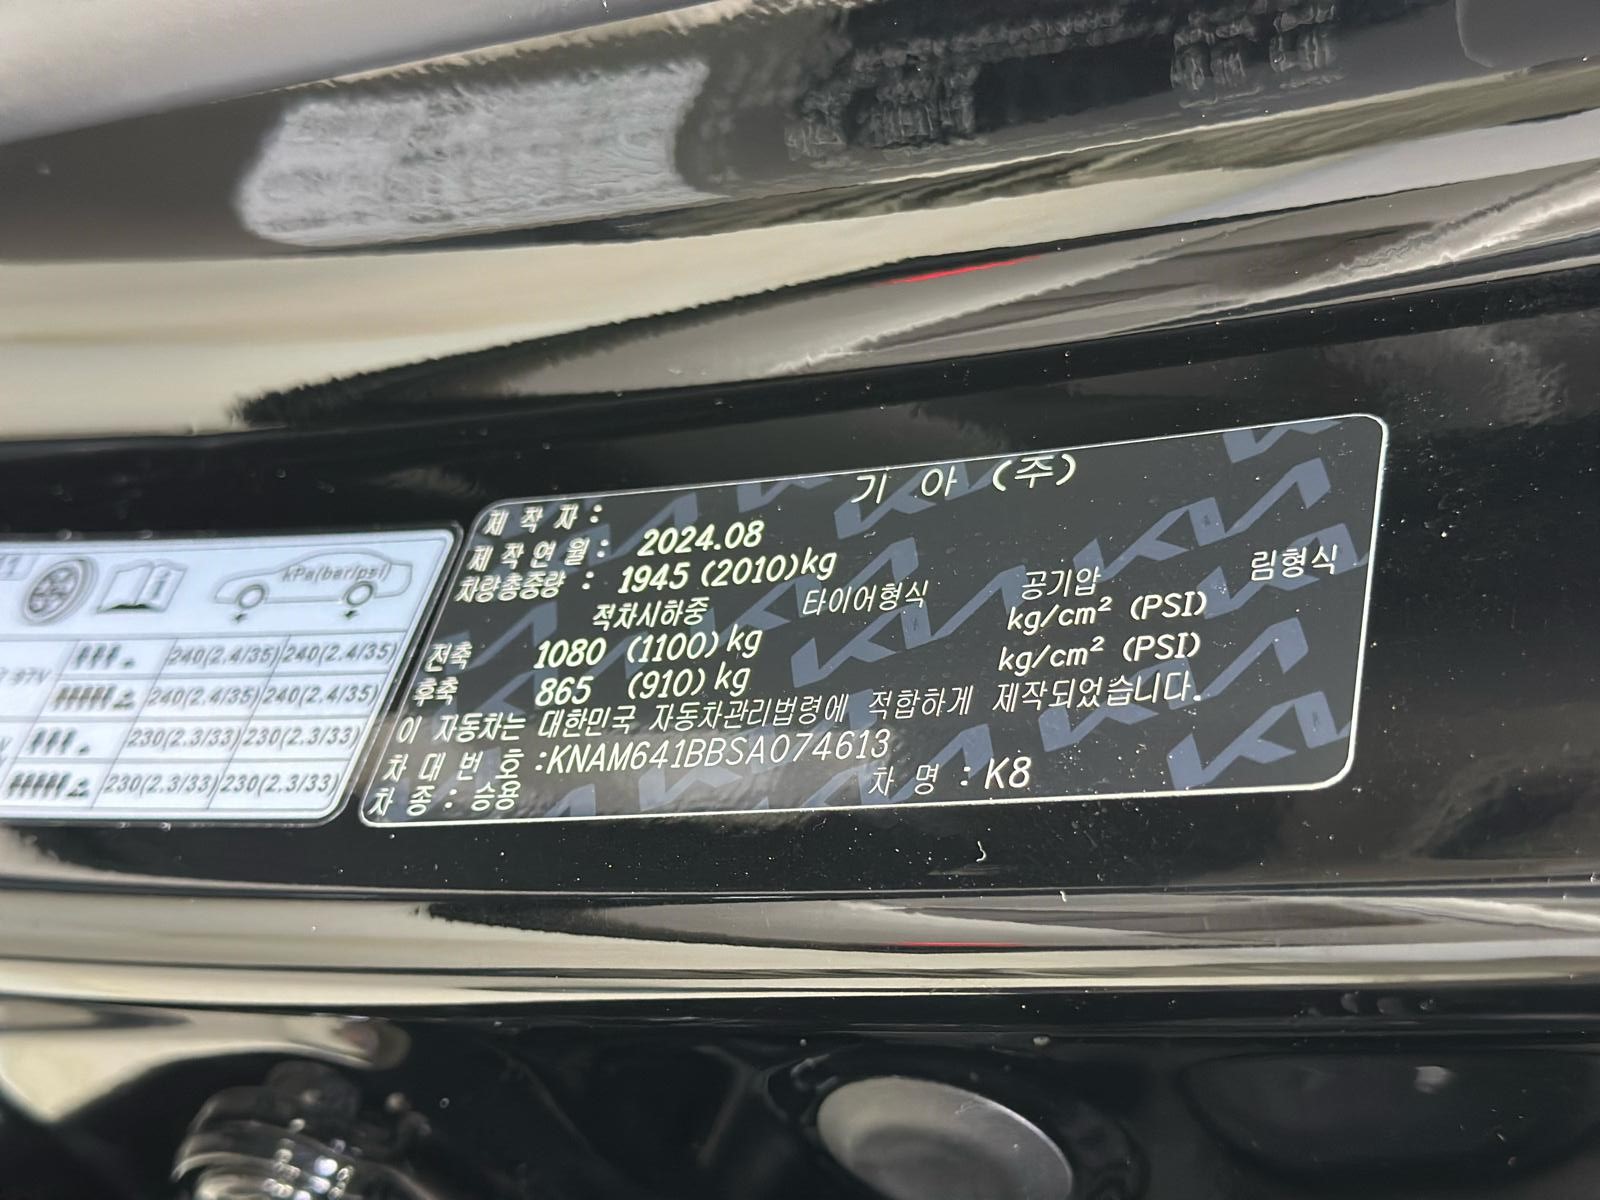 kPa(bar/psi)
97V
240(2.4/35) 240(2.4/35)
240(2.4/35) 240(2.4/35)
230(2.3/33) 230(2.3/33)
230(2.3/33) 230(2.3/33)
제 작 자 : 기 아 (주)
제 작 연 월 : 2024.08
차량총중량 : 1945 (2010)kg
적차시하중 타이어형식 공기압 림형식
전축 1080 (1100) kg kg/cm² (PSI)
후축 865 (910) kg kg/cm² (PSI)
이 자동차는 대한민국 자동차관리법령에 적합하게 제작되었습니다.
차 대 번 호 :KNAM641BBSA074613
차 종 : 승용 차 명 : K8